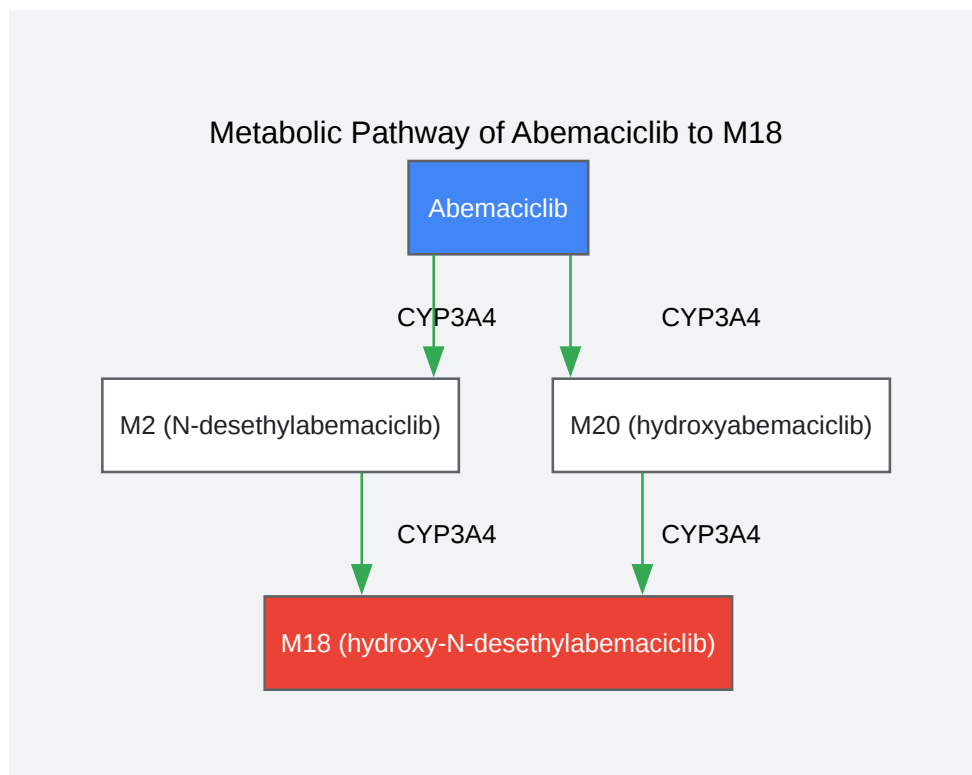 Metabolic Pathway of Abemaciclib to M18
Abemaciclib
CYP3A4
CYP3A4
M2 (N-desethylabemaciclib)
M20 (hydroxyabemaciclib)
CYP3A4
CYP3A4
M18 (hydroxy-N-desethylabemaciclib)